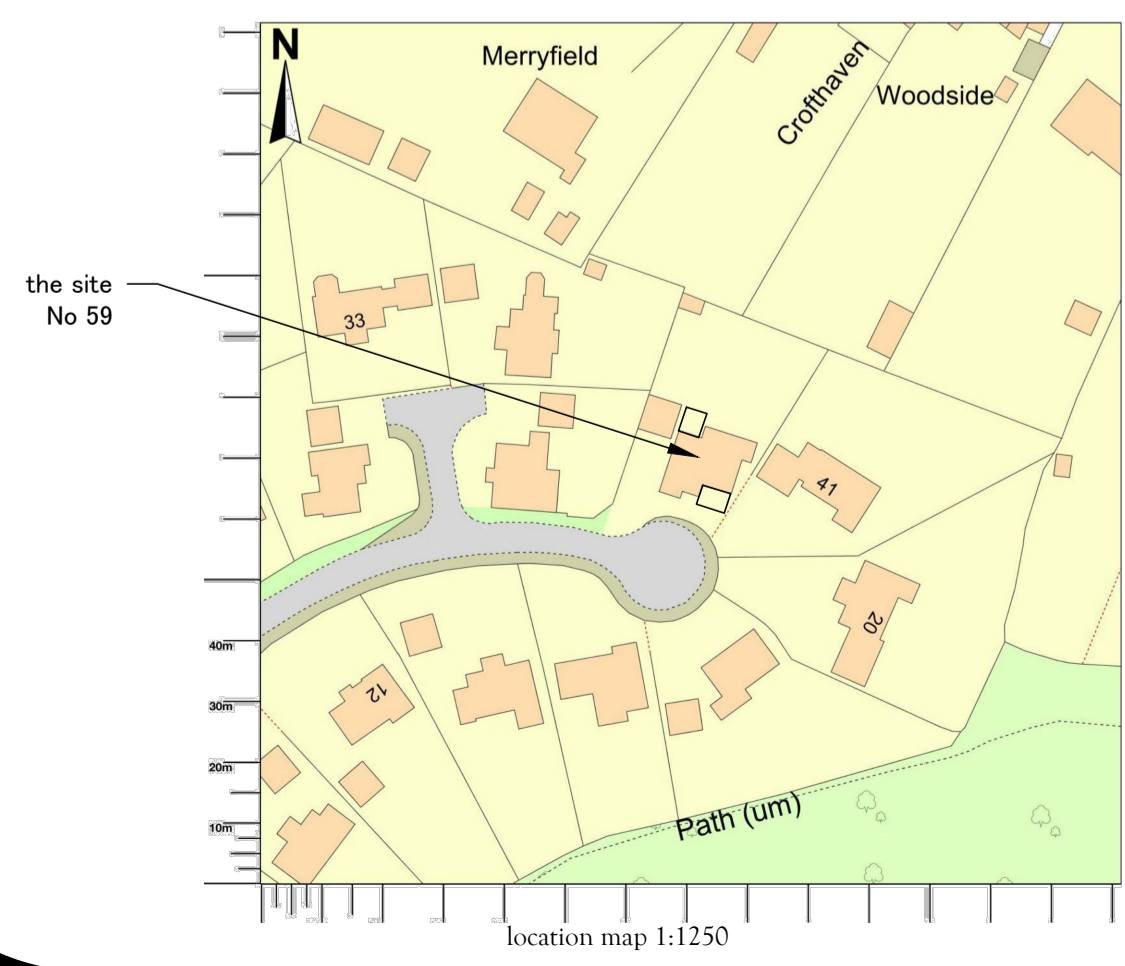 N
Merryfield
Crofthaven
Woodside
the site
No 59
33
41
20
12
40m
30m
20m
10m
Path (um)
location map 1:1250